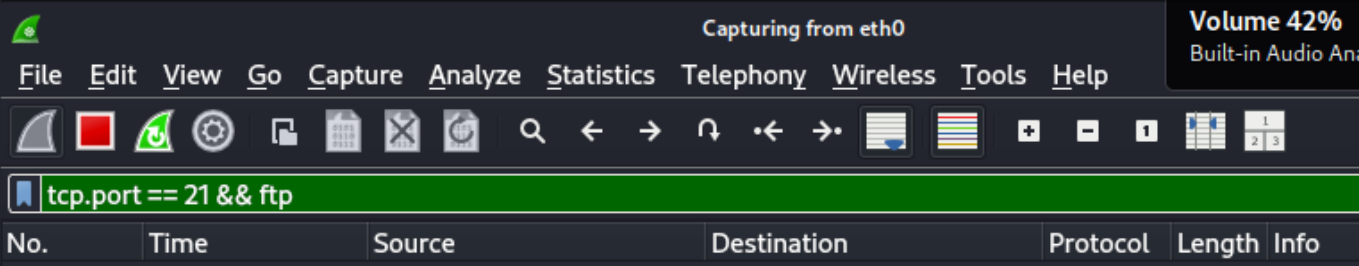 Capturing from eth0
Volume 42%
Built-in Audio
File Edit View Go Capture Analyze Statistics Telephony Wireless Tools Help
1
1
2 3
tcp.port == 21 && ftp
No. Time Source Destination Protocol Length Info